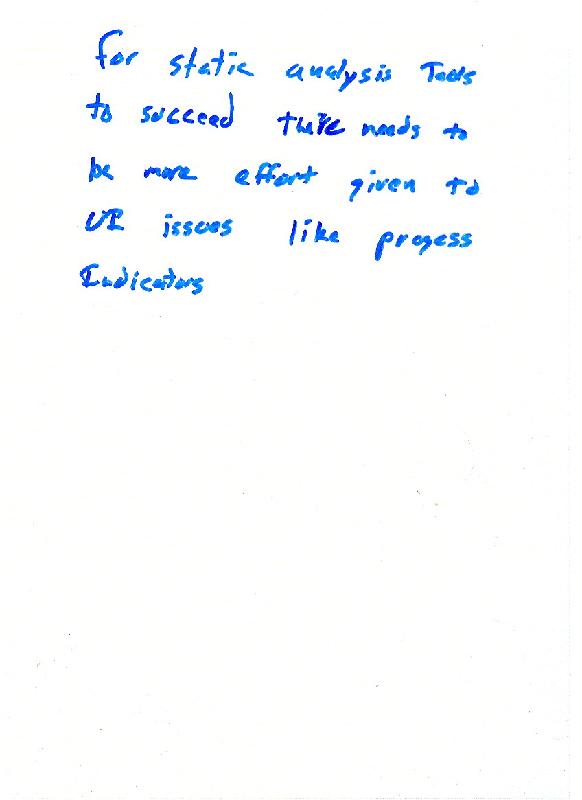 For static analysis Tools
to succeed there needs to
be more effort given to
UI issues like progess
Indicators